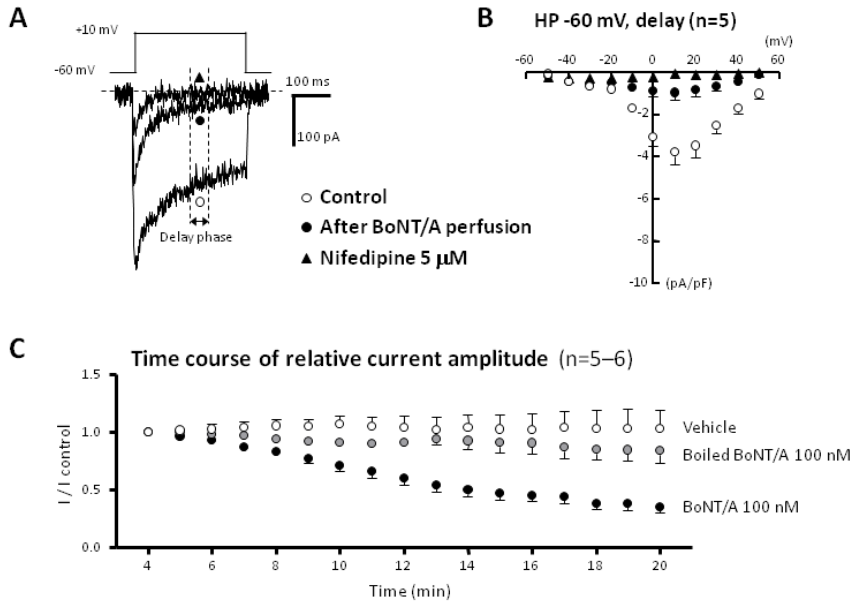 A
+10 mV
-60 mV
100 ms
100 pA
Delay phase
Control
After BoNT/A perfusion
Nifedipine 5 µM
B
HP -60 mV, delay (n=5)
(mV)
-60 -40 -20 0 20 40 60
-2
-4
-6
-8
-10
(pA/pF)
C
Time course of relative current amplitude (n=5–6)
1.5
1.0
0.5
0.0
I / I control
4 6 8 10 12 14 16 18 20
Time (min)
Vehicle
Boiled BoNT/A 100 nM
BoNT/A 100 nM